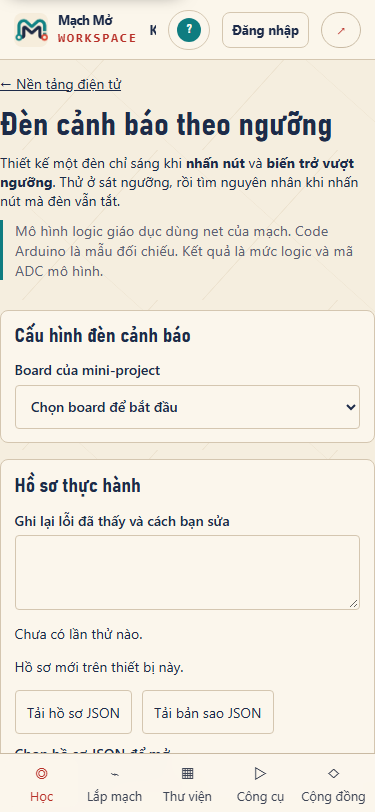 Mạch Mở
WORKSPACE
K
?
Đăng nhập
↗
← Nền tảng điện tử
Đèn cảnh báo theo ngưỡng
Thiết kế một đèn chỉ sáng khi nhấn nút và biến trở vượt
ngưỡng. Thử ở sát ngưỡng, rồi tìm nguyên nhân khi nhấn
nút mà đèn vẫn tắt.
Mô hình logic giáo dục dùng net của mạch. Code
Arduino là mẫu đối chiếu. Kết quả là mức logic và mã
ADC mô hình.
Cấu hình đèn cảnh báo
Board của mini-project
Chọn board để bắt đầu
Hồ sơ thực hành
Ghi lại lỗi đã thấy và cách bạn sửa
Chưa có lần thử nào.
Hồ sơ mới trên thiết bị này.
Tải hồ sơ JSON
Tải bản sao JSON
Chọn hồ sơ JSON để mở
Học
Lắp mạch
Thư viện
Công cụ
Cộng đồng